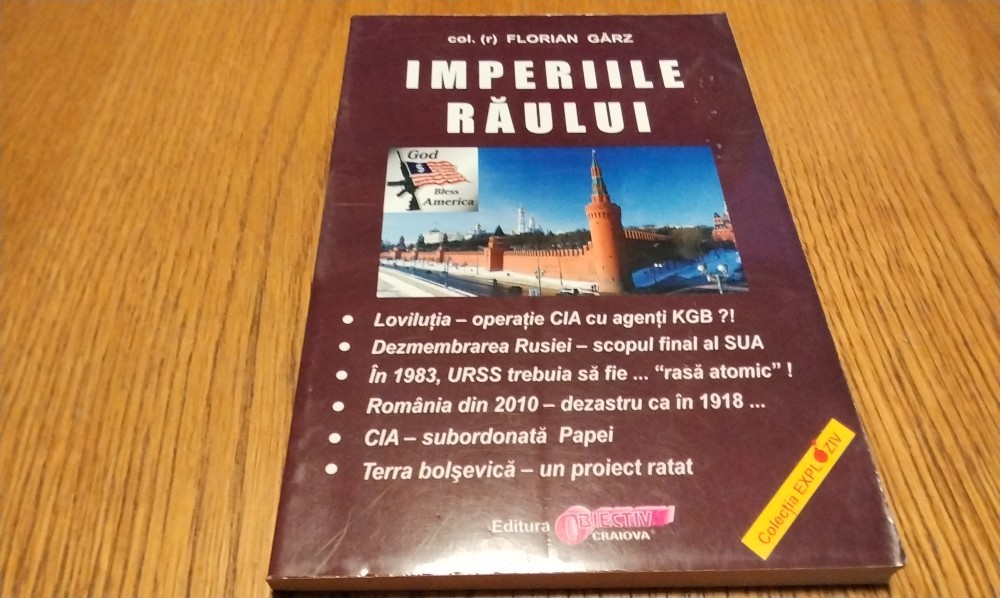 col. (r) FLORIAN GÂRZ
IMPERIILE
RĂULUI
God
$
Bless
America
• Loviluția – operație CIA cu agenți KGB ?!
• Dezmembrarea Rusiei – scopul final al SUA
• În 1983, URSS trebuia să fie ... “rasă atomic” !
• România din 2010 – dezastru ca în 1918 ...
• CIA – subordonată Papei
• Terra bolşevică – un proiect ratat
Colecția EXPLOZIV
Editura OBIECTIV
CRAIOVA